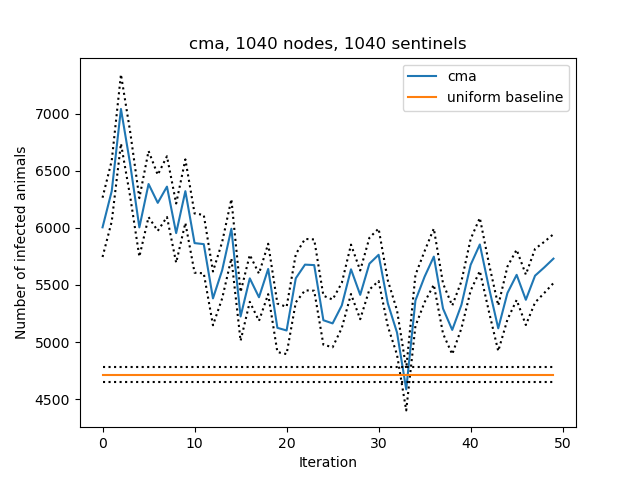 cma, 1040 nodes, 1040 sentinels
cma
uniform baseline
Number of infected animals
7000
6500
6000
5500
5000
4500
0 10 20 30 40 50
Iteration